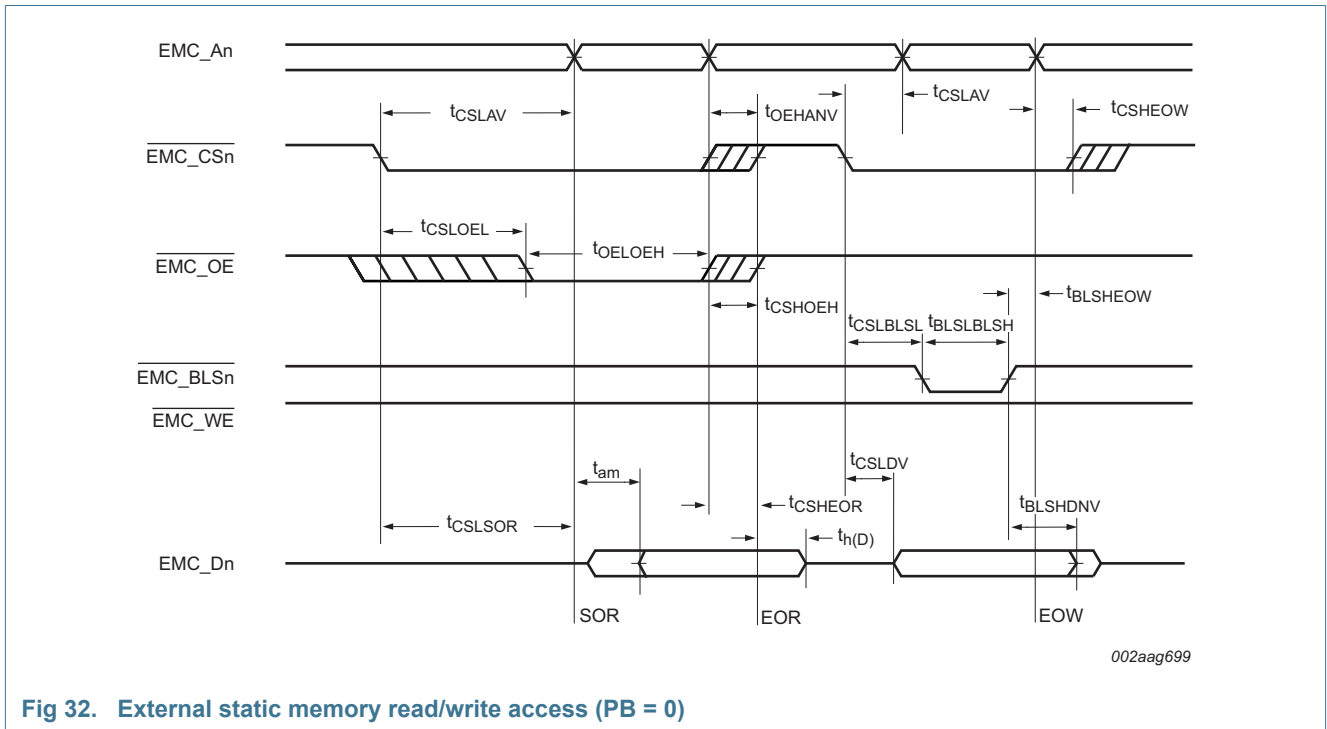 EMC_An
tCSLAV
tOEHANV
tCSLAV
tCSHEOW
EMC_CSn
tCSLOEL
tOELOEH
EMC_OE
tCSHOEH
tBLSHEOW
tCSLBLSL
tBLSLBLSH
EMC_BLSn
EMC_WE
tam
tCSLDV
tCSLSOR
tCSHEOR
tBLSHDNV
th(D)
EMC_Dn
SOR
EOR
EOW
002aag699
Fig 32. External static memory read/write access (PB = 0)